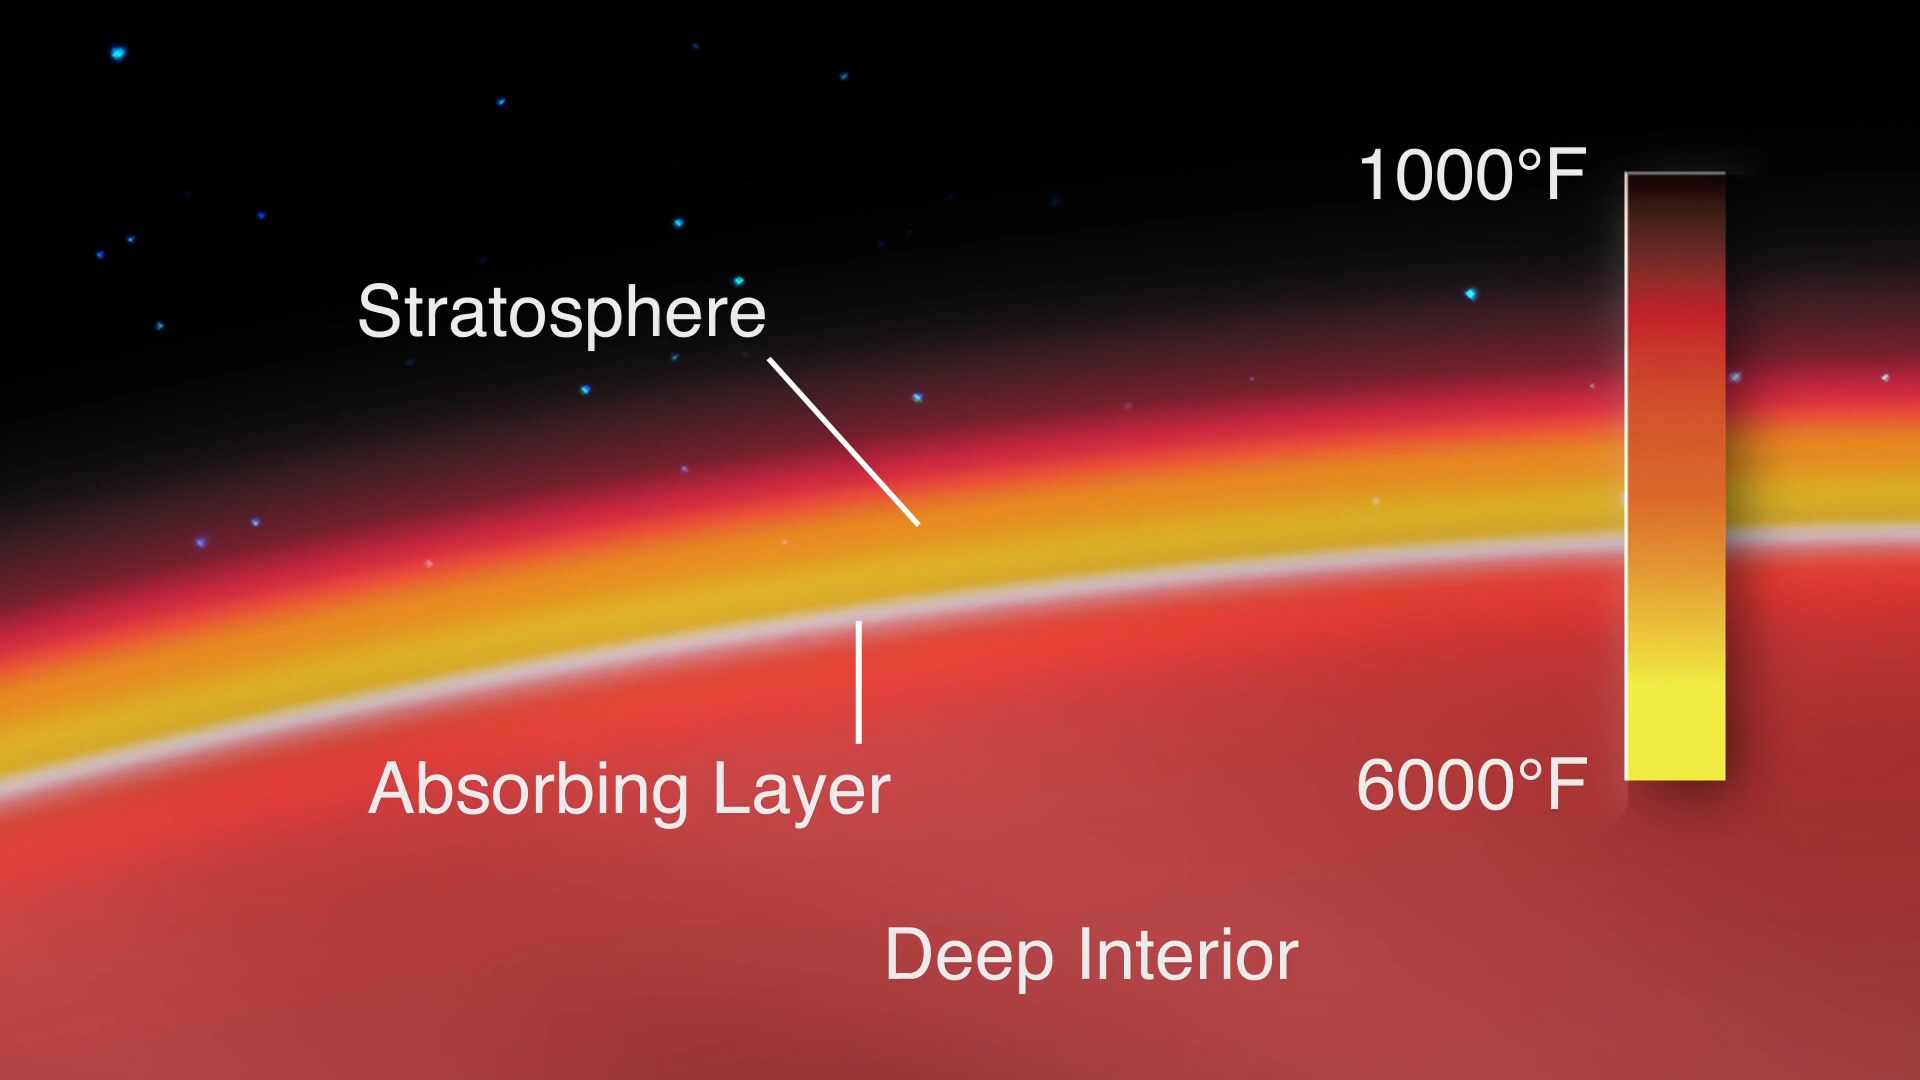 1000°F
Stratosphere
Absorbing Layer
6000°F
Deep Interior